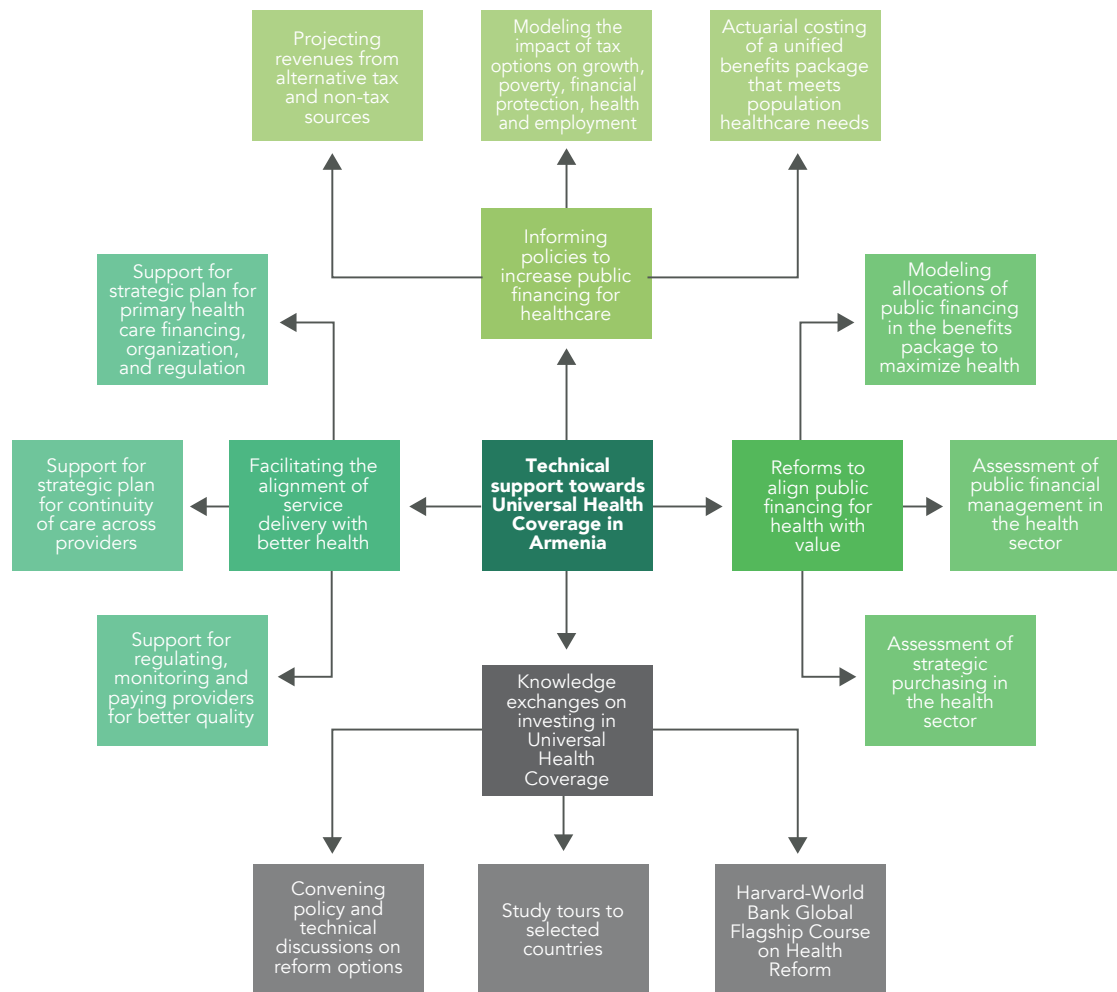 Projecting
revenues from
alternative tax
and non-tax
sources
Modeling the
impact of tax
options on growth,
poverty, financial
protection, health
and employment
Actuarial costing
of a unified
benefits package
that meets
population
healthcare needs
Informing
policies to
increase public
financing for
healthcare
Support for
strategic plan for
primary health
care financing,
organization,
and regulation
Modeling
allocations of
public financing
in the benefits
package to
maximize health
Support for
strategic plan
for continuity
of care across
providers
Facilitating the
alignment of
service
delivery with
better health
Technical
support towards
Universal Health
Coverage in
Armenia
Reforms to
align public
financing for
health with
value
Assessment of
public financial
management in
the health
sector
Support for
regulating,
monitoring and
paying providers
for better quality
Knowledge
exchanges on
investing in
Universal
Health
Coverage
Assessment of
strategic
purchasing in
the health
sector
Convening
policy and
technical
discussions on
reform options
Study tours to
selected
countries
Harvard-World
Bank Global
Flagship Course
on Health
Reform